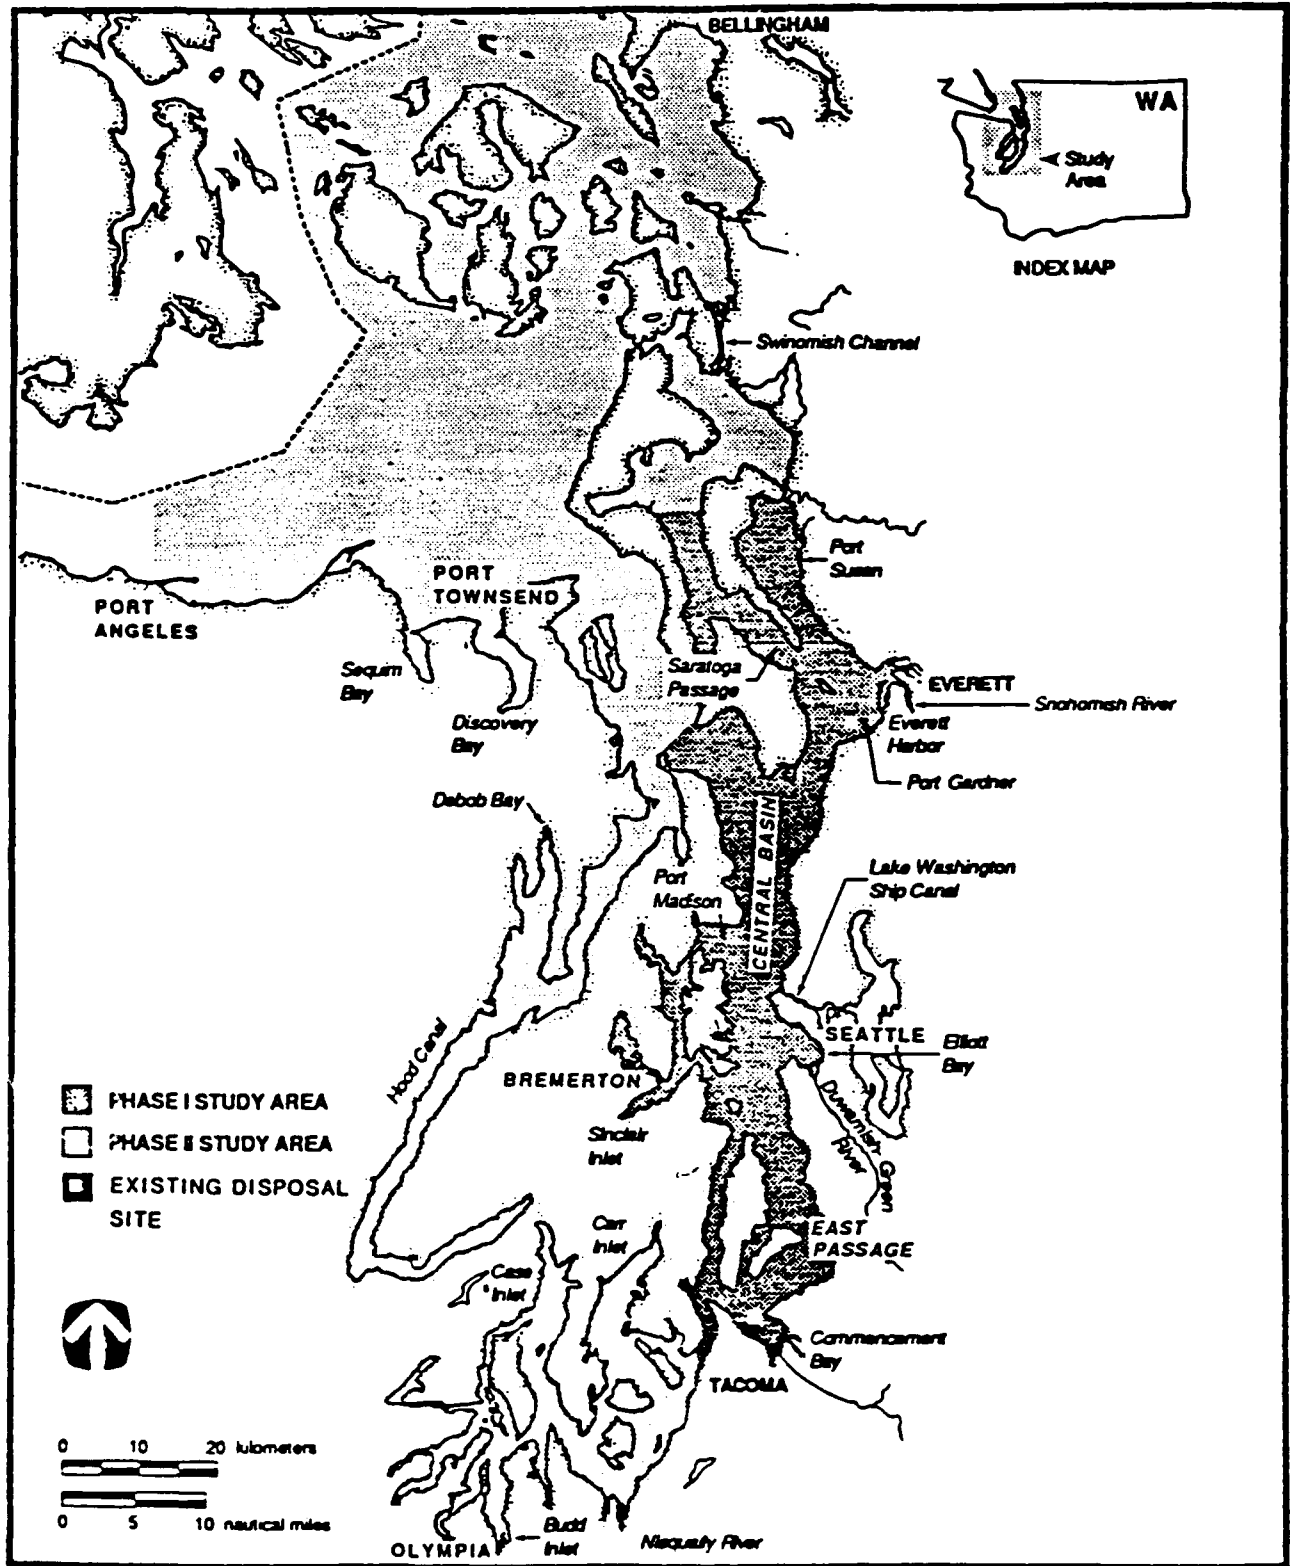 BELLINGHAM
WA
Study
Area
INDEX MAP
Swinomish Channel
Port
Susan
PORT
TOWNSEND
PORT
ANGELES
Sequim
Bay
Discovery
Bay
Saratoga
Passage
EVERETT
Snohomish River
Everett
Harbor
Port Gardner
Dabob Bay
CENTRAL BASIN
Lake Washington
Ship Canal
Port
Madison
SEATTLE
Elliott
Bay
Hood Canal
BREMERTON
Duwamish
River
Green
Sinclair
Inlet
PHASE I STUDY AREA
PHASE II STUDY AREA
EXISTING DISPOSAL
SITE
EAST
PASSAGE
Carr
Inlet
Case
Inlet
Commencement
Bay
TACOMA
0 10 20 kilometers
0 5 10 nautical miles
Budd
Inlet
Nisqually River
OLYMPIA